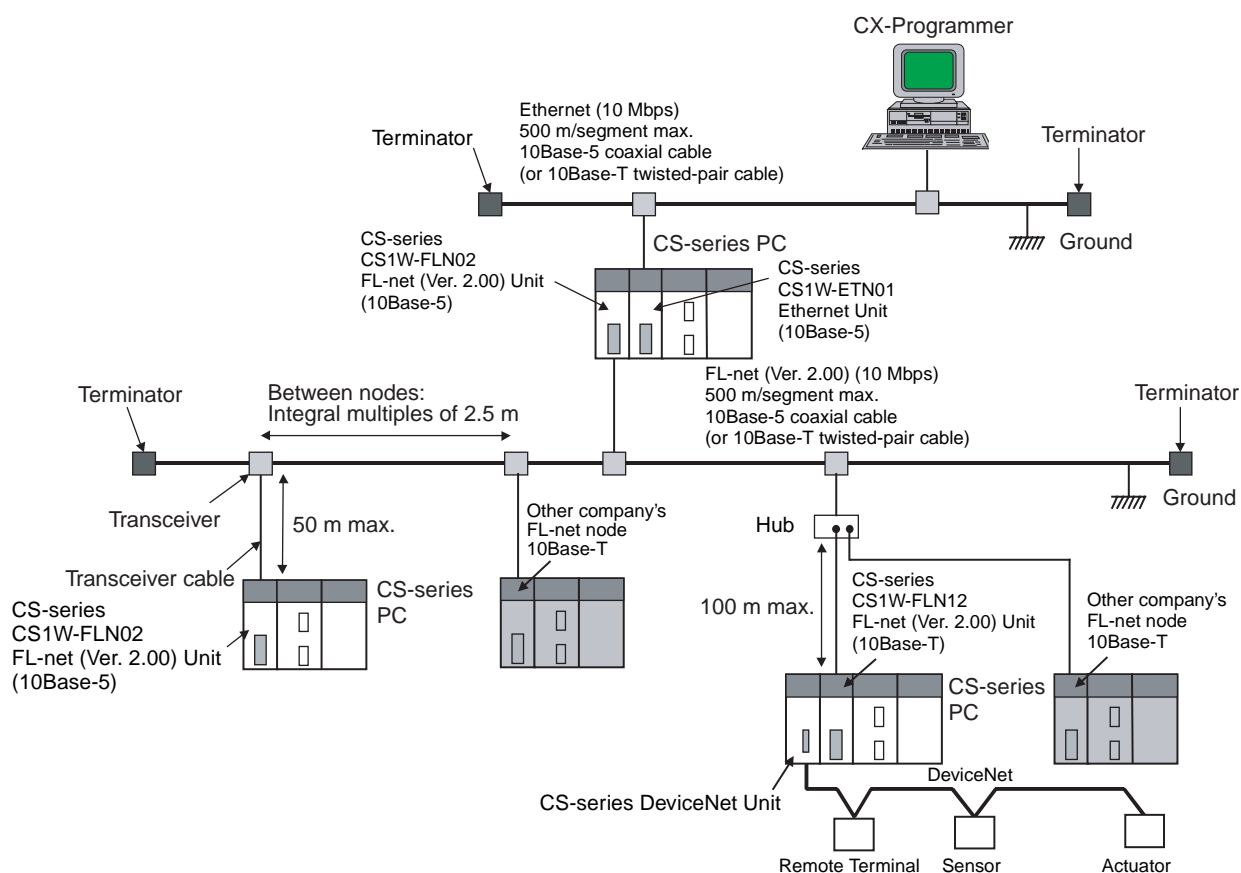 CX-Programmer
Ethernet (10 Mbps)
500 m/segment max.
10Base-5 coaxial cable
(or 10Base-T twisted-pair cable)
Terminator
Terminator
Ground
CS-series
CS1W-FLN02
FL-net (Ver. 2.00) Unit
(10Base-5)
CS-series PC
CS-series
CS1W-ETN01
Ethernet Unit
(10Base-5)
Terminator
Between nodes:
Integral multiples of 2.5 m
FL-net (Ver. 2.00) (10 Mbps)
500 m/segment max.
10Base-5 coaxial cable
(or 10Base-T twisted-pair cable)
Terminator
Ground
Transceiver
50 m max.
Transceiver cable
CS-series
CS1W-FLN02
FL-net (Ver. 2.00) Unit
(10Base-5)
CS-series
PC
Other company's
FL-net node
10Base-T
Hub
100 m max.
CS-series
CS1W-FLN12
FL-net (Ver. 2.00) Unit
(10Base-T)
Other company's
FL-net node
10Base-T
CS-series
PC
CS-series DeviceNet Unit
DeviceNet
Remote Terminal
Sensor
Actuator